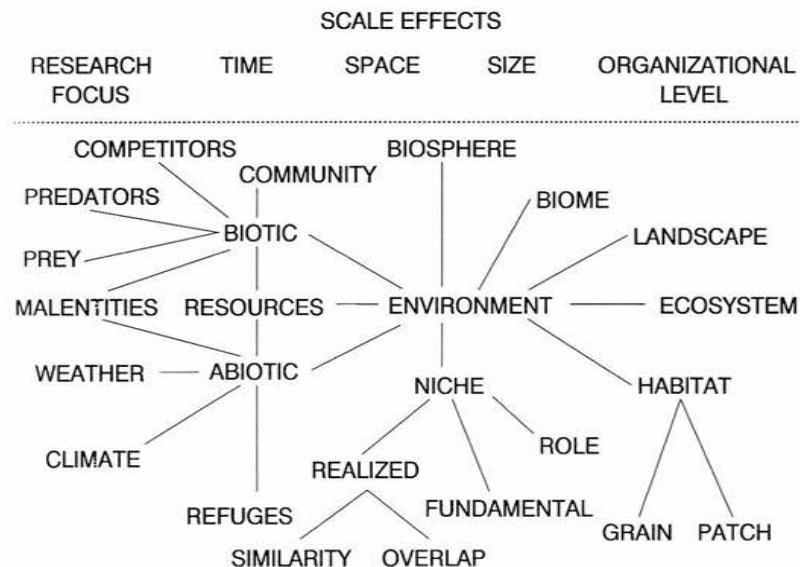 SCALE EFFECTS
RESEARCH FOCUS TIME SPACE SIZE ORGANIZATIONAL LEVEL
COMPETITORS BIOSPHERE
COMMUNITY
PREDATORS BIOME
BIOTIC LANDSCAPE
PREY
MALENTITIES RESOURCES ENVIRONMENT ECOSYSTEM
WEATHER ABIOTIC NICHE HABITAT
CLIMATE REALIZED ROLE
REFUGES FUNDAMENTAL
GRAIN PATCH
SIMILARITY OVERLAP